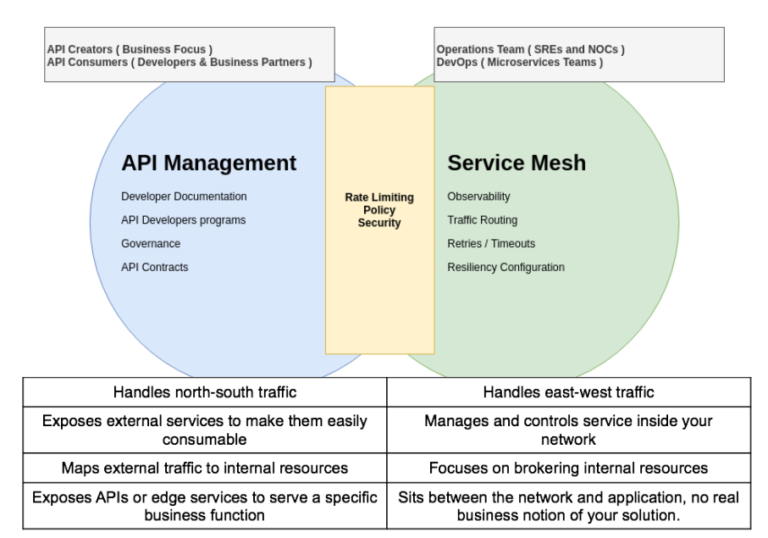 API Creators ( Business Focus )
API Consumers ( Developers & Business Partners )
Operations Team ( SREs and NOCs )
DevOps ( Microservices Teams )
API Management
Developer Documentation
API Developers programs
Governance
API Contracts
Rate Limiting
Policy
Security
Service Mesh
Observability
Traffic Routing
Retries / Timeouts
Resiliency Configuration
Handles north-south traffic
Handles east-west traffic
Exposes external services to make them easily
consumable
Manages and controls service inside your
network
Maps external traffic to internal resources
Focuses on brokering internal resources
Exposes APIs or edge services to serve a specific
business function
Sits between the network and application, no real
business notion of your solution.